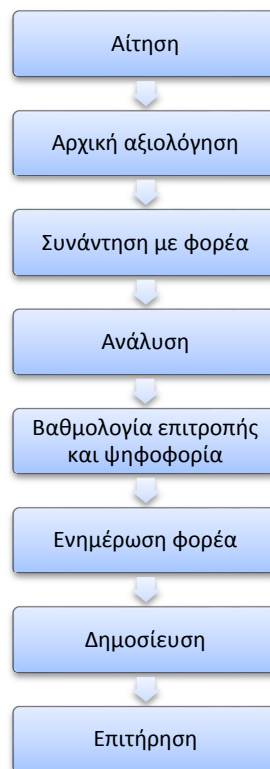 Αίτηση
Αρχική αξιολόγηση
Συνάντηση με φορέα
Ανάλυση
Βαθμολογία επιτροπής
και ψηφοφορία
Ενημέρωση φορέα
Δημοσίευση
Επιτήρηση